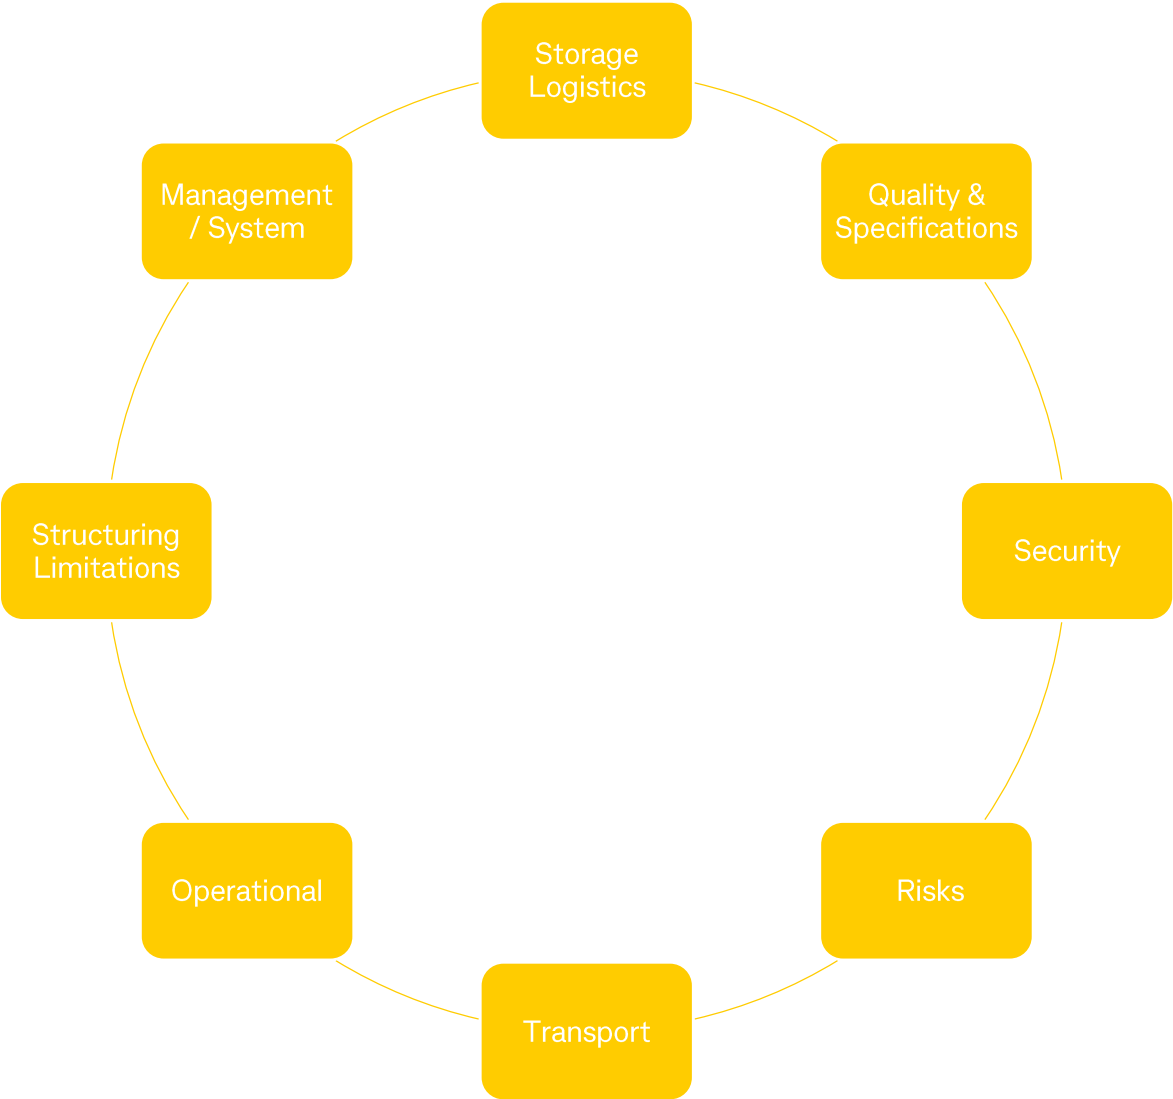 Storage
Logistics
Quality &
Specifications
Security
Risks
Transport
Operational
Structuring
Limitations
Management
/ System